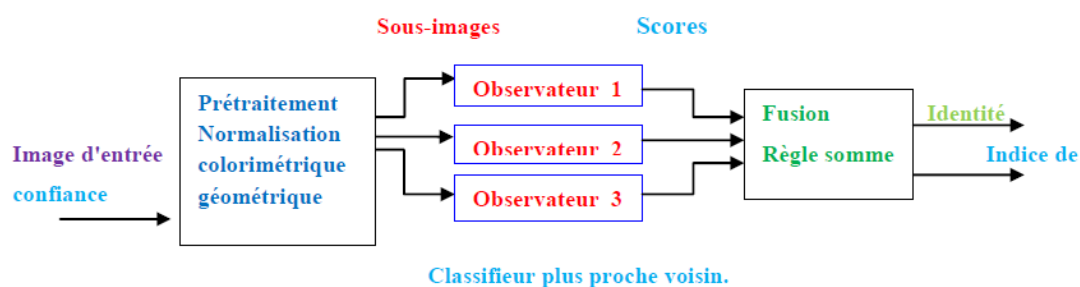 Sous-images
Scores
Prétraitement
Normalisation
colorimétrique
géométrique
Observateur 1
Observateur 2
Observateur 3
Fusion
Règle somme
Identité
Image d'entrée
Indice de
confiance
Classifieur plus proche voisin.